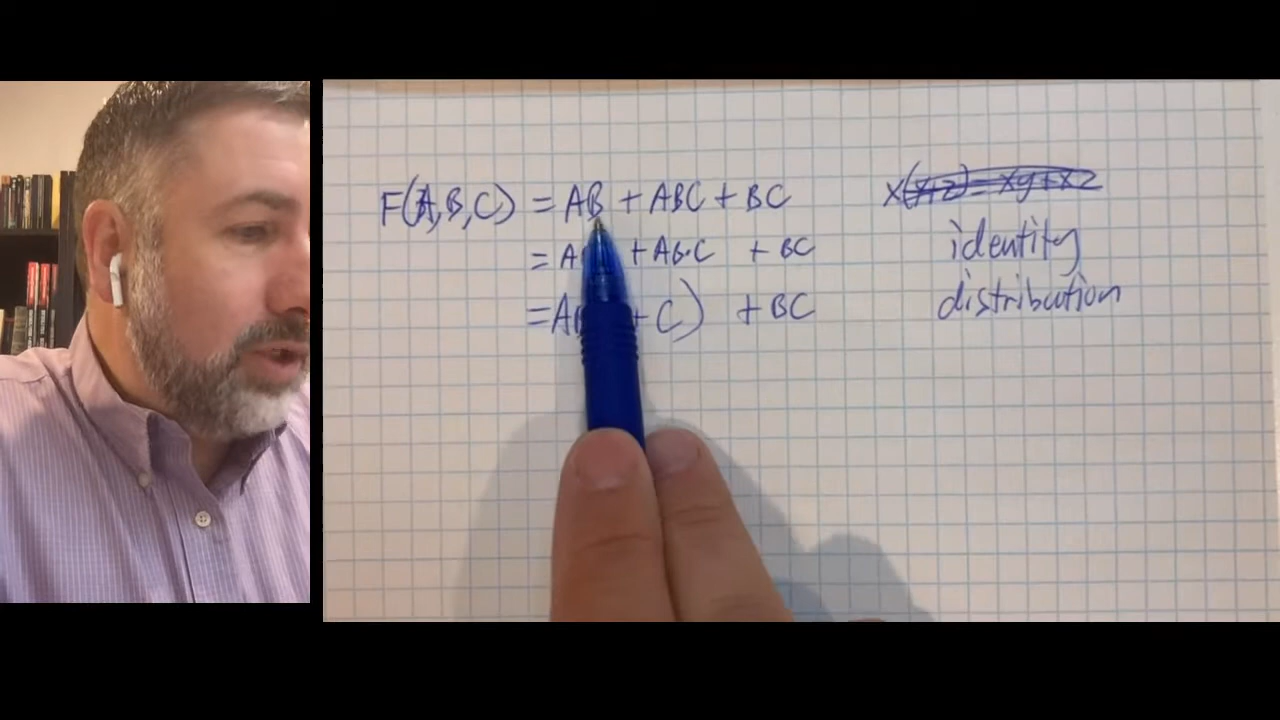 F(A,B,C) = AB + ABC + BC
= A + AB·C + BC
identity
= A + C) + BC
distribution